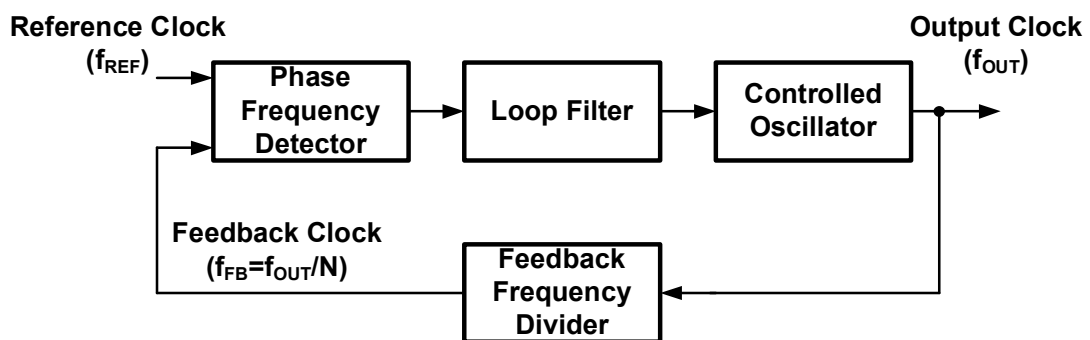 Reference Clock
(fREF)
Phase
Frequency
Detector
Loop Filter
Controlled
Oscillator
Output Clock
(fOUT)
Feedback Clock
(fFB=fOUT/N)
Feedback
Frequency
Divider